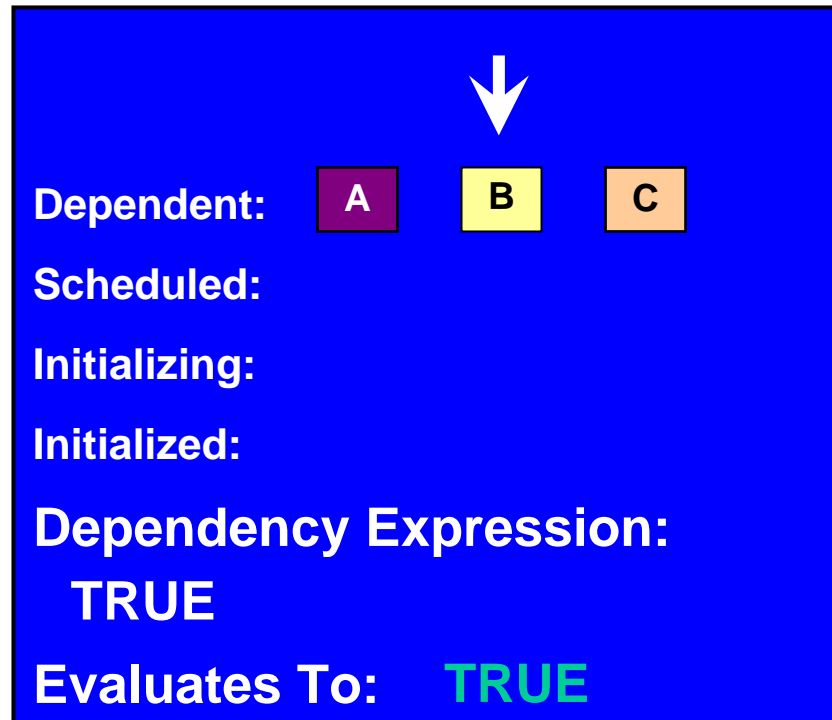 Dependent: A B C
Scheduled:
Initializing:
Initialized:
Dependency Expression:
TRUE
Evaluates To: TRUE